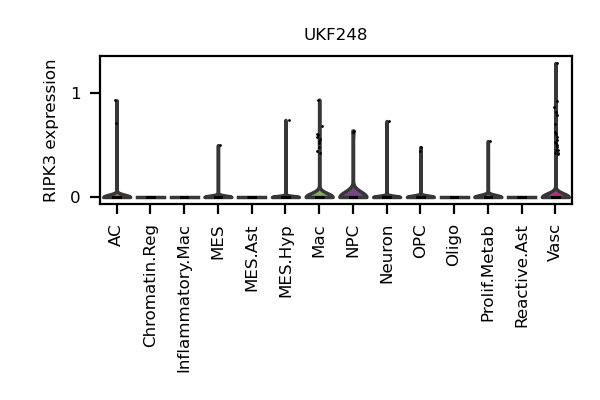 UKF248
RIPK3 expression
1
0
AC
Chromatin.Reg
Inflammatory.Mac
MES
MES.Ast
MES.Hyp
Mac
NPC
Neuron
OPC
Oligo
Prolif.Metab
Reactive.Ast
Vasc